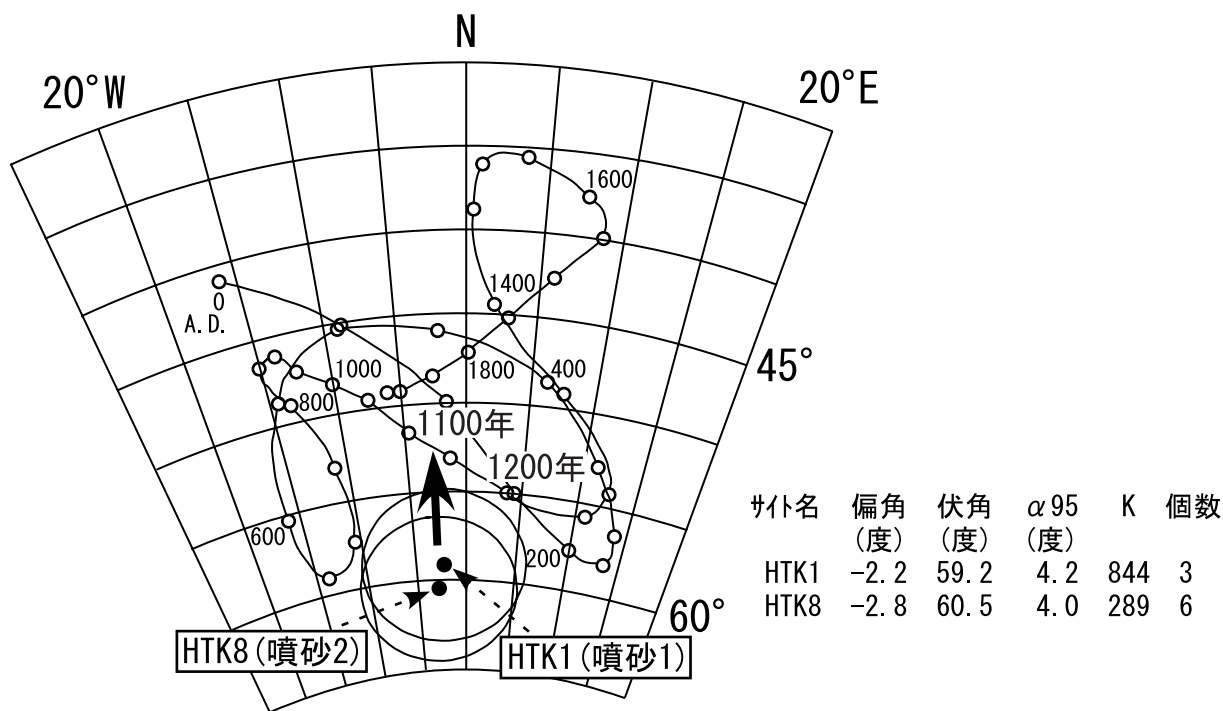 N
20°W
20°E
1600
0
A.D.
1400
1000
1800
400
45°
800
1100年
1200年
600
200
60°
HTK8(噴砂2)
HTK1(噴砂1)
サイト名 偏角 伏角 α95 K 個数
(度) (度) (度)
HTK1 -2.2 59.2 4.2 844 3
HTK8 -2.8 60.5 4.0 289 6